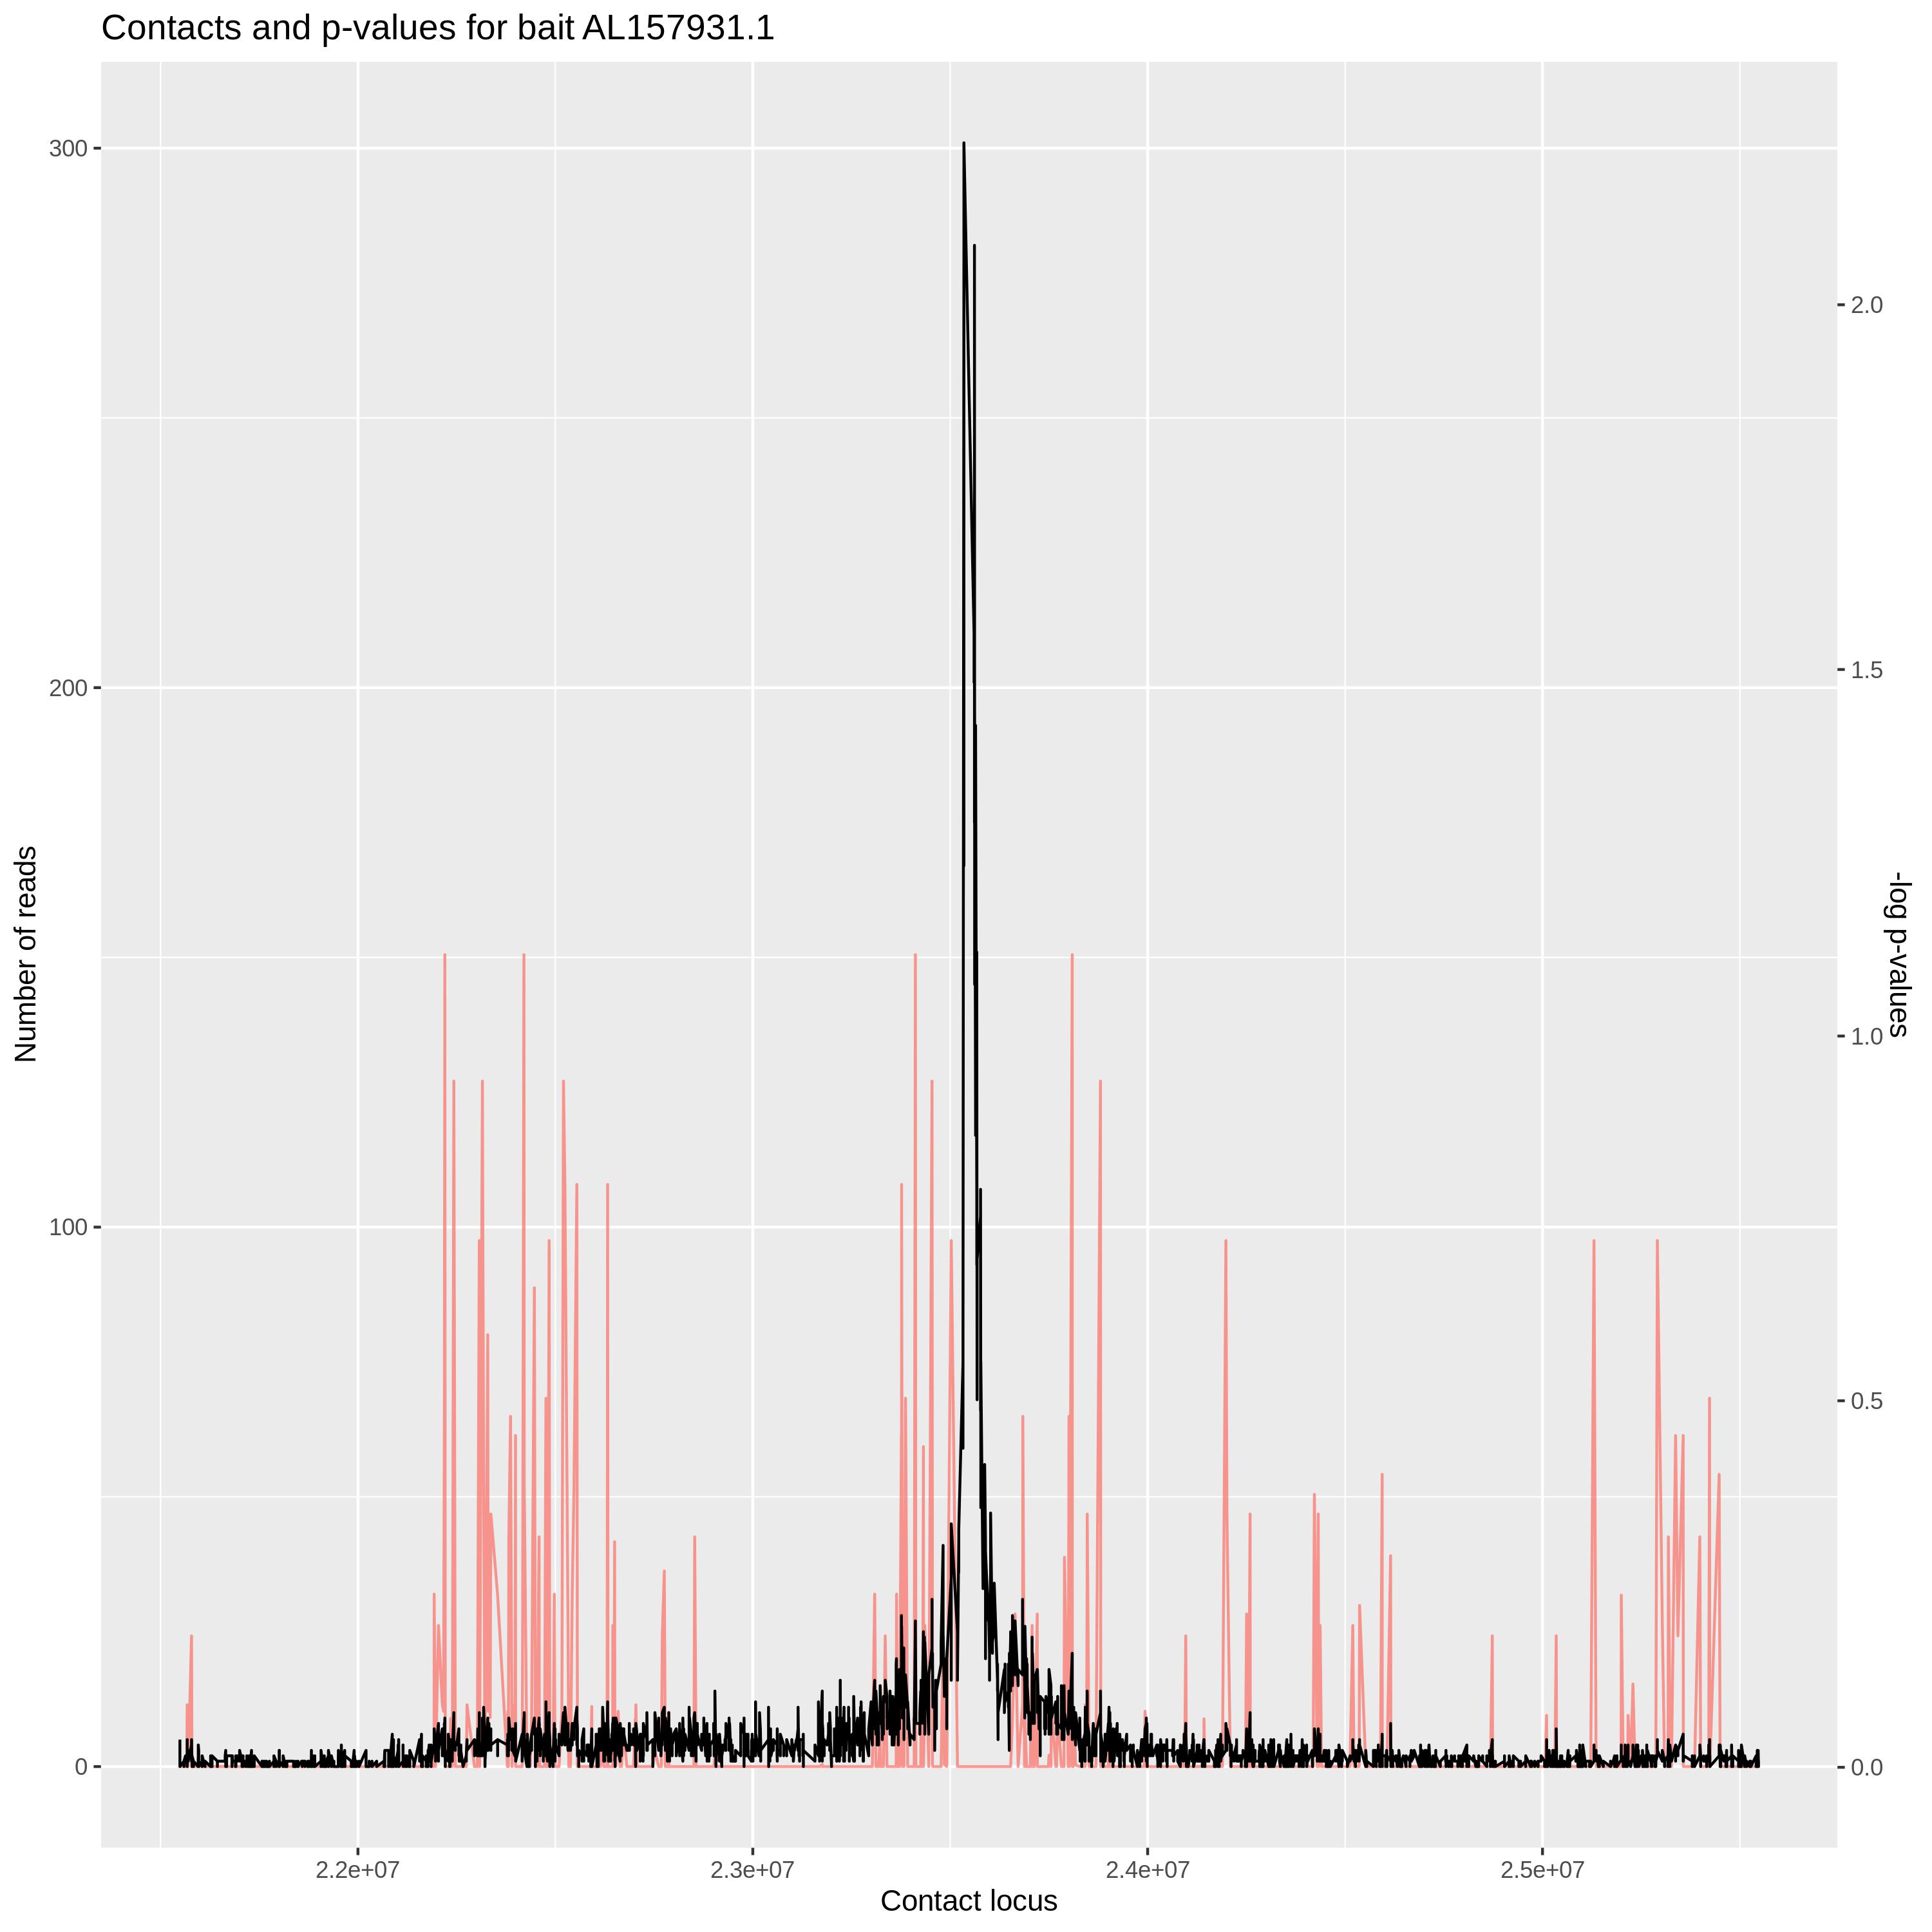 Contacts and p-values for bait AL157931.1
300
200
100
0
Number of reads
2.0
1.5
1.0
0.5
0.0
-log p-values
2.2e+07
2.3e+07
2.4e+07
2.5e+07
Contact locus